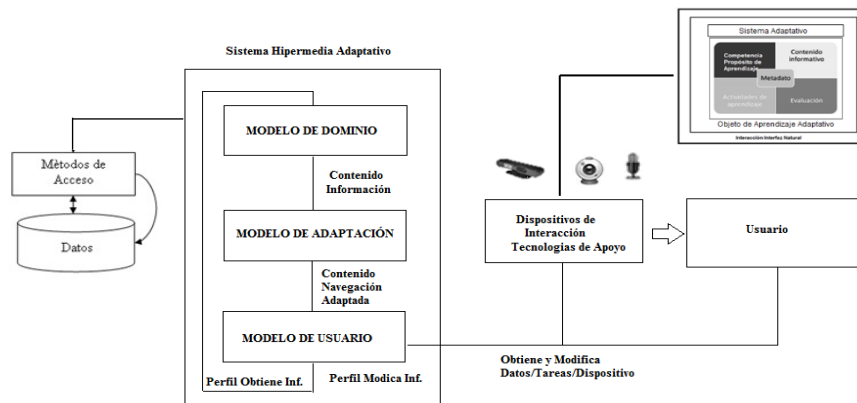 Sistema Hipermedia Adaptativo
Mètodos de
Acceso
Datos
MODELO DE DOMINIO
Contenido
Información
MODELO DE ADAPTACIÓN
Contenido
Navegación
Adaptada
MODELO DE USUARIO
Perfil Obtiene Inf.
Perfil Modica Inf.
Dispositivos de
Interacción
Tecnologias de Apoyo
Usuario
Obtiene y Modifica
Datos/Tareas/Dispositivo
Sistema Adaptativo
Competencia
Propósito de
Aprendizaje
Contenido
informativo
Metadato
Actividades de
aprendizaje
Evaluación
Objeto de Aprendizaje Adaptativo
Interacción Interfaz Natural